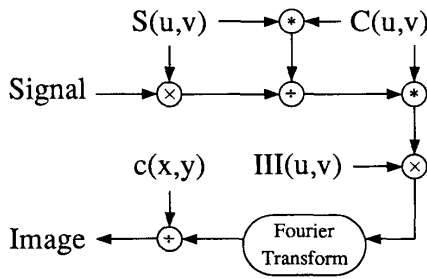 S(u,v) * C(u,v)
Signal × ÷ *
c(x,y) III(u,v) ×
Image ÷ Fourier
Transform